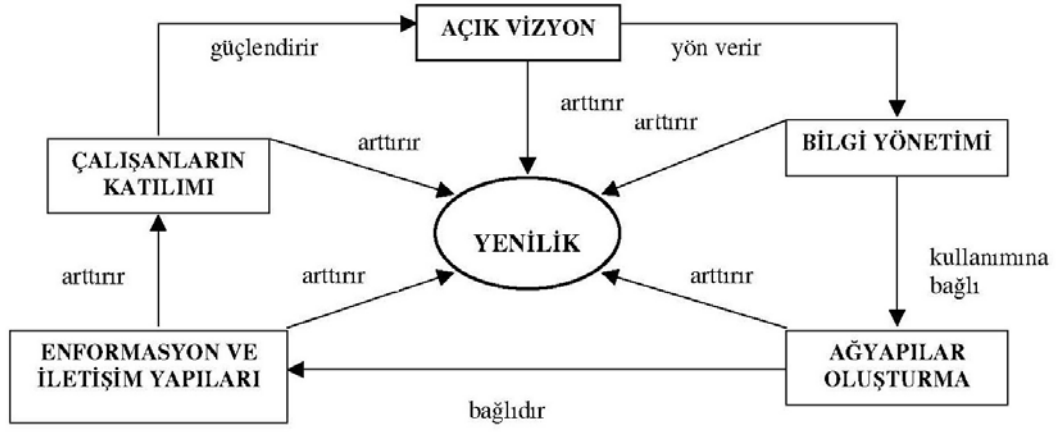 AÇIK VİZYON
güçlendirir
yön verir
arttırır
arttırır
arttırır
ÇALIŞANLARIN
KATILIMI
BİLGİ YÖNETİMİ
YENİLİK
arttırır
arttırır
arttırır
kullanımına
bağlı
ENFORMASYON VE
İLETİŞİM YAPILARI
AĞYAPILAR
OLUŞTURMA
bağlıdır